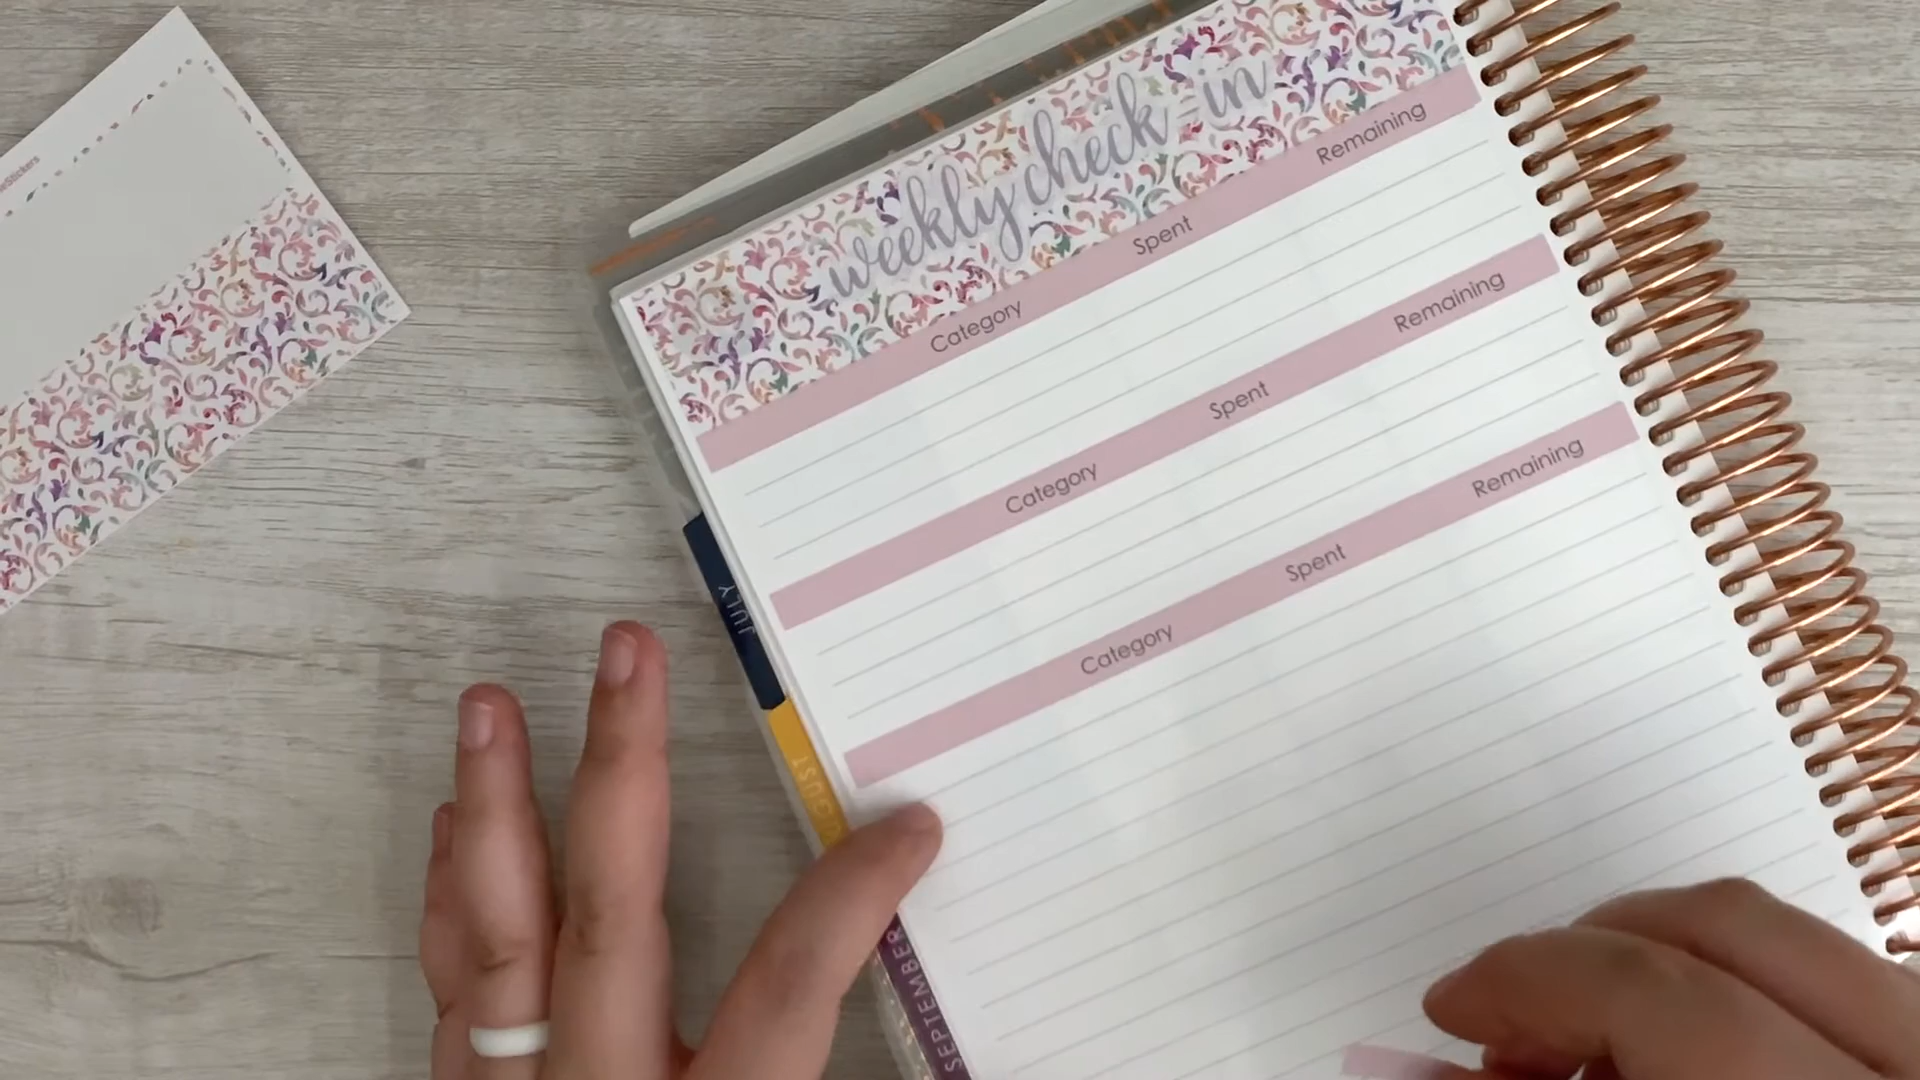 weekly check-in
Category Spent Remaining
Category Spent Remaining
Category Spent Remaining
JULY
SEPTEMBER